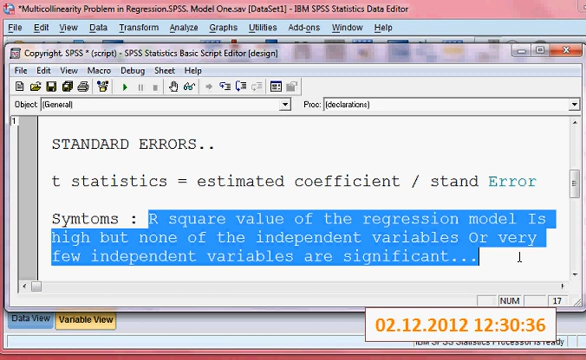 *Multicollinearity Problem in Regression.SPSS. Model One.sav [DataSet1] - IBM SPSS Statistics Data Editor
File Edit View Data Transform Analyze Graphs Utilities Add-ons Window Help
Copyright, SPSS * (script) - SPSS Statistics Basic Script Editor [design]
File Edit View Macro Debug Sheet Help
Object: (General) Proc: (declarations)
1
STANDARD ERRORS..
t statistics = estimated coefficient / stand Error
Symtoms : R square value of the regression model Is
high but none of the independent variables Or very
few independent variables are significant...
NUM 17
Data View Variable View
02.12.2012 12:30:36
IBM SPSS Statistics Processor is ready